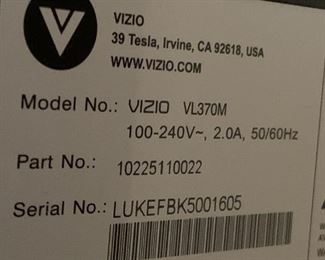 V
VIZIO
39 Tesla, Irvine, CA 92618, USA
WWW.VIZIO.COM
Model No.: VIZIO VL370M
100-240V~, 2.0A, 50/60Hz
Part No.: 10225110022
Serial No.: LUKEFBK5001605